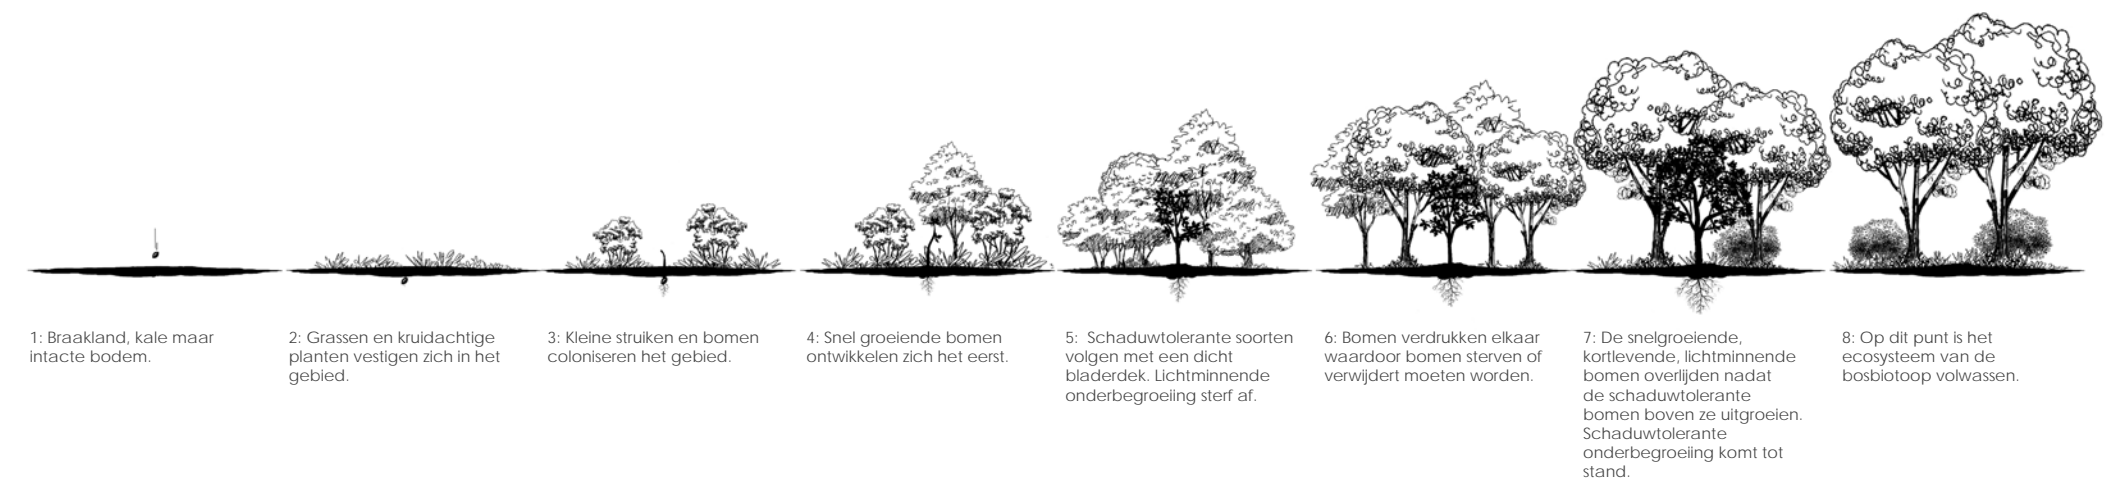 1: Braakland, kale maar
intacte bodem.
2: Grassen en kruidachtige
planten vestigen zich in het
gebied.
3: Kleine struiken en bomen
coloniseren het gebied.
4: Snel groeiende bomen
ontwikkelen zich het eerst.
5:  Schaduwtolerante soorten
volgen met een dicht
bladerdek. Lichtminnende
onderbegroeiing sterf af.
6: Bomen verdrukken elkaar
waardoor bomen sterven of
verwijdert moeten worden.
7: De snelgroeiende,
kortlevende, lichtminnende
bomen overlijden nadat
de schaduwtolerante
bomen boven ze uitgroeien.
Schaduwtolerante
onderbegroeiing komt tot
stand.
8: Op dit punt is het
ecosysteem van de
bosbiotoop volwassen.